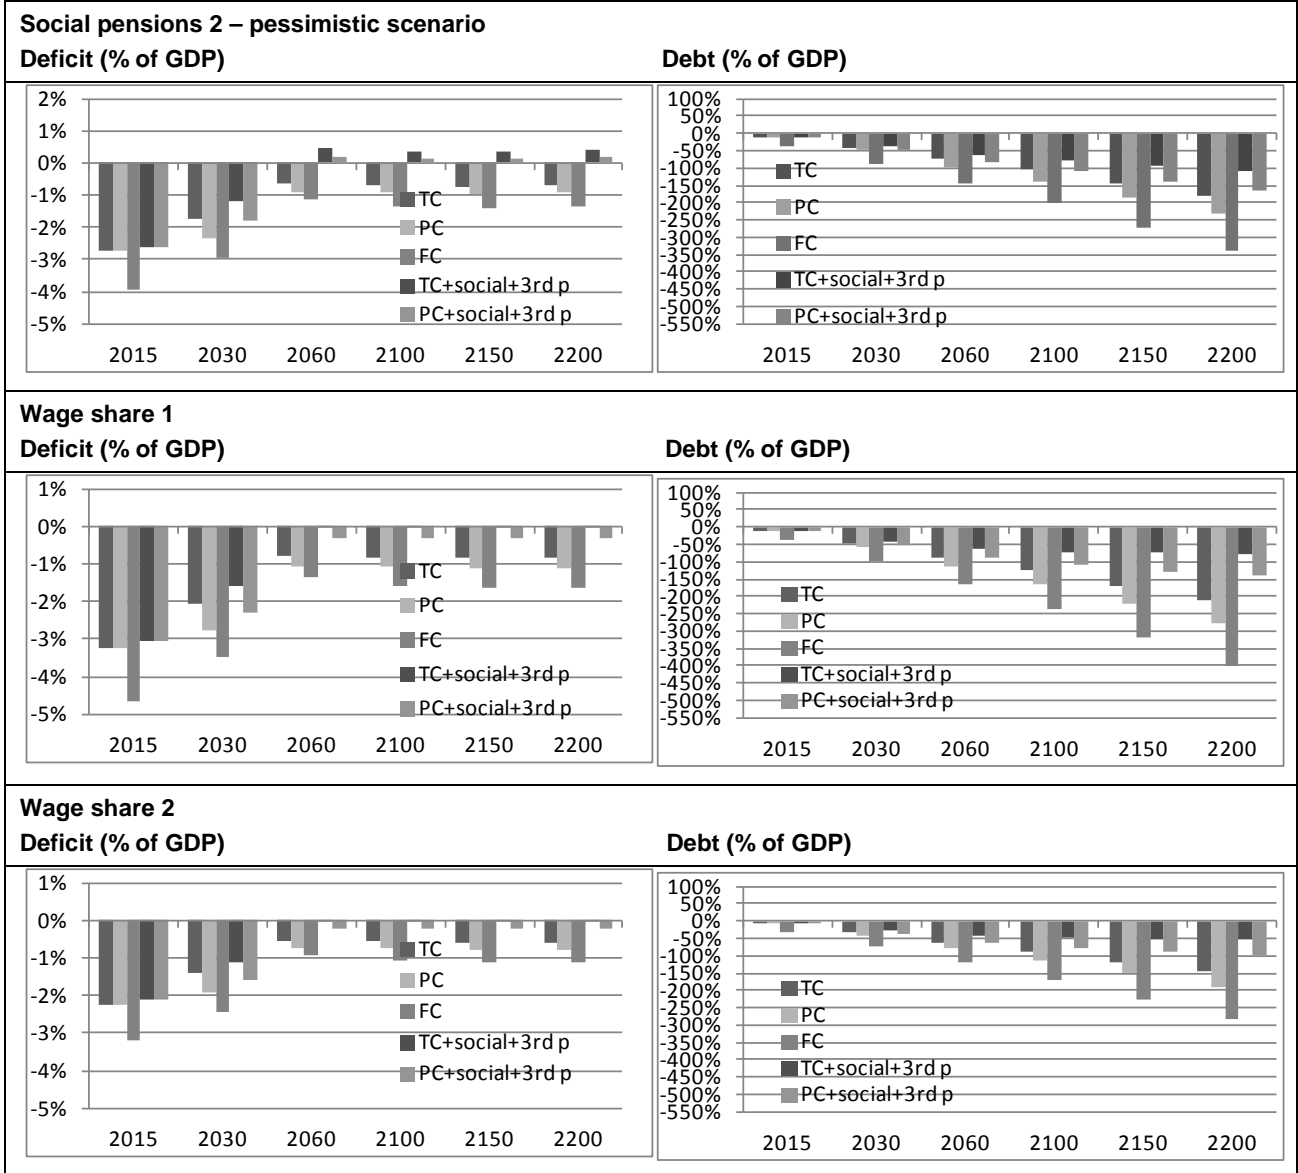 Social pensions 2 – pessimistic scenario
Deficit (% of GDP) Debt (% of GDP)
2%
1%
0%
-1%
-2%
-3%
-4%
-5%
TC
PC
FC
TC+social+3rd p
PC+social+3rd p
2015 2030 2060 2100 2150 2200
100%
50%
0%
-50%
-100%
-150%
-200%
-250%
-300%
-350%
-400%
-450%
-500%
-550%
TC
PC
FC
TC+social+3rd p
PC+social+3rd p
2015 2030 2060 2100 2150 2200
Wage share 1
Deficit (% of GDP) Debt (% of GDP)
1%
0%
-1%
-2%
-3%
-4%
-5%
TC
PC
FC
TC+social+3rd p
PC+social+3rd p
2015 2030 2060 2100 2150 2200
100%
50%
0%
-50%
-100%
-150%
-200%
-250%
-300%
-350%
-400%
-450%
-500%
-550%
TC
PC
FC
TC+social+3rd p
PC+social+3rd p
2015 2030 2060 2100 2150 2200
Wage share 2
Deficit (% of GDP) Debt (% of GDP)
1%
0%
-1%
-2%
-3%
-4%
-5%
TC
PC
FC
TC+social+3rd p
PC+social+3rd p
2015 2030 2060 2100 2150 2200
100%
50%
0%
-50%
-100%
-150%
-200%
-250%
-300%
-350%
-400%
-450%
-500%
-550%
TC
PC
FC
TC+social+3rd p
PC+social+3rd p
2015 2030 2060 2100 2150 2200